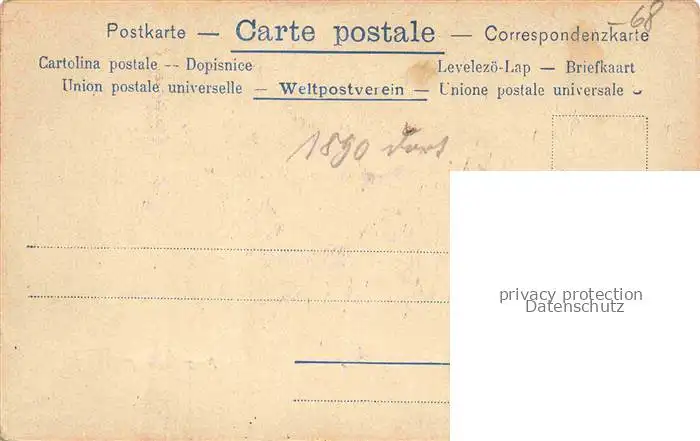 68
Postkarte — Carte postale — Correspondenzkarte
Cartolina postale -- Dopisnice Levelezö-Lap — Briefkaart
Union postale universelle — Weltpostverein — Unione postale universale
1890
privacy protection
Datenschutz